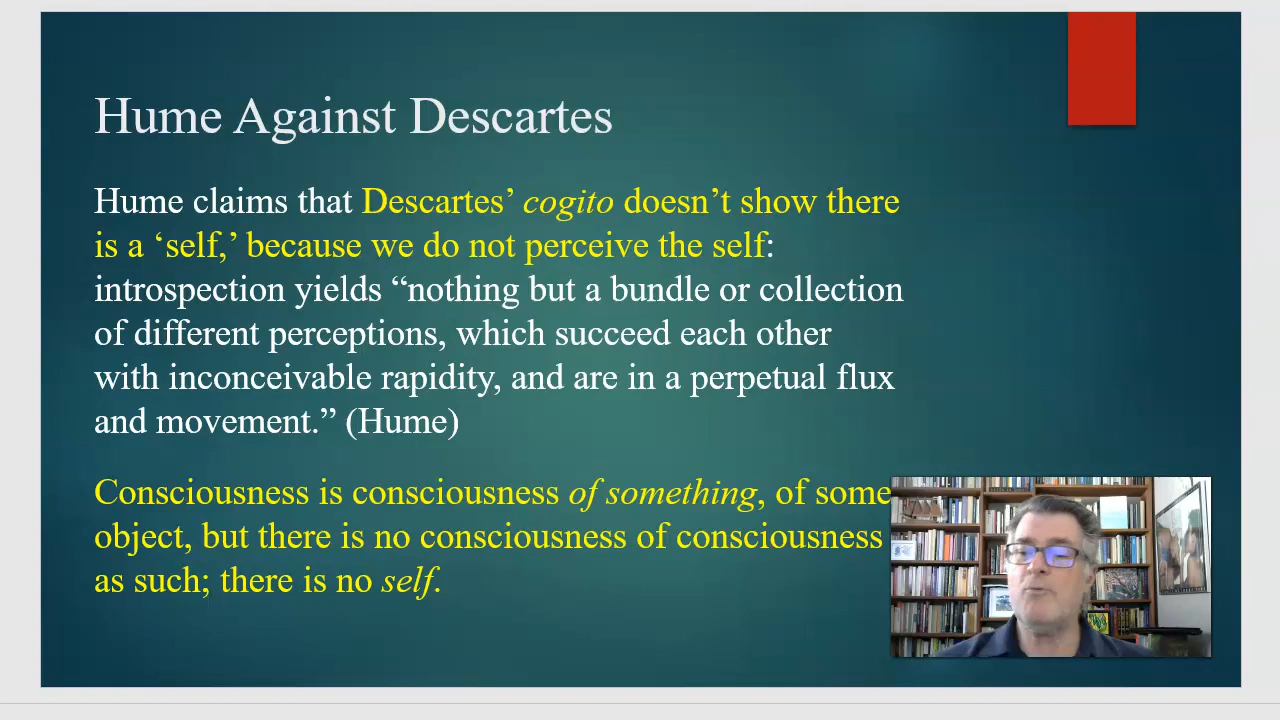 Hume Against Descartes
Hume claims that Descartes’ cogito doesn’t show there
is a ‘self,’ because we do not perceive the self:
introspection yields “nothing but a bundle or collection
of different perceptions, which succeed each other
with inconceivable rapidity, and are in a perpetual flux
and movement.” (Hume)
Consciousness is consciousness of something, of some
object, but there is no consciousness of consciousness
as such; there is no self.